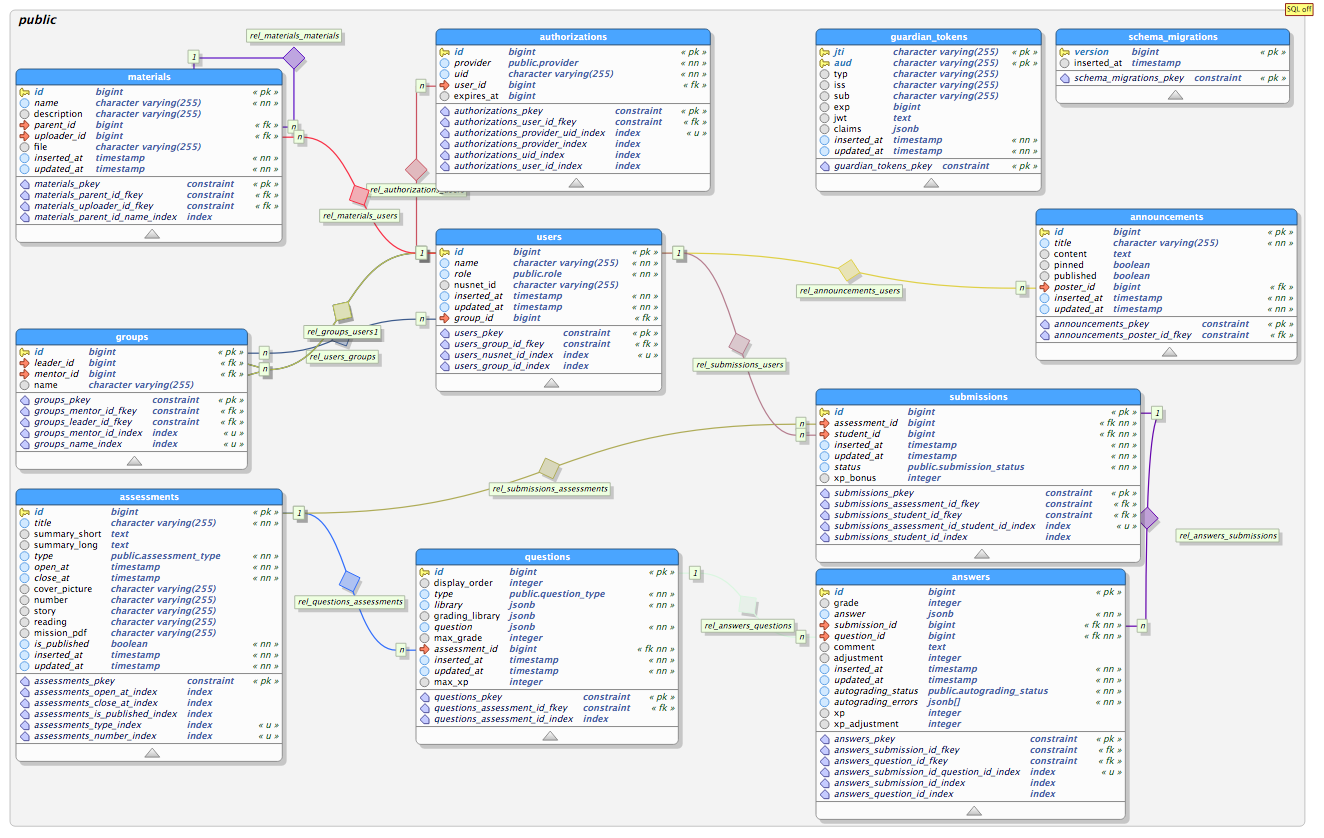 public
SQL off
rel_materials_materials
1
n
n
materials
id bigint « pk »
name character varying(255) « nn »
description character varying(255)
parent_id bigint « fk »
uploader_id bigint « fk »
file character varying(255)
inserted_at timestamp « nn »
updated_at timestamp « nn »
materials_pkey constraint « pk »
materials_parent_id_fkey constraint « fk »
materials_uploader_id_fkey constraint « fk »
materials_parent_id_name_index index
authorizations
id bigint « pk »
provider public.provider « nn »
uid character varying(255) « nn »
user_id bigint « fk »
expires_at bigint
authorizations_pkey constraint « pk »
authorizations_user_id_fkey constraint « fk »
authorizations_provider_uid_index index « u »
authorizations_provider_index index
authorizations_uid_index index
authorizations_user_id_index index
n
rel_authorizations_users
rel_materials_users
guardian_tokens
jti character varying(255) « pk »
aud character varying(255) « pk »
typ character varying(255)
iss character varying(255)
sub character varying(255)
exp bigint
jwt text
claims jsonb
inserted_at timestamp « nn »
updated_at timestamp « nn »
guardian_tokens_pkey constraint « pk »
schema_migrations
version bigint « pk »
inserted_at timestamp
schema_migrations_pkey constraint « pk »
announcements
id bigint « pk »
title character varying(255) « nn »
content text
pinned boolean
published boolean
poster_id bigint « fk »
inserted_at timestamp « nn »
updated_at timestamp « nn »
announcements_pkey constraint « pk »
announcements_poster_id_fkey constraint « fk »
users
id bigint « pk »
name character varying(255) « nn »
role public.role « nn »
nusnet_id character varying(255)
inserted_at timestamp « nn »
updated_at timestamp « nn »
group_id bigint « fk »
users_pkey constraint « pk »
users_group_id_fkey constraint « fk »
users_nusnet_id_index index « u »
users_group_id_index index
1
n
1
rel_announcements_users
n
rel_submissions_users
rel_groups_users1
rel_users_groups
n
n
groups
id bigint « pk »
leader_id bigint « fk »
mentor_id bigint « fk »
name character varying(255)
groups_pkey constraint « pk »
groups_mentor_id_fkey constraint « fk »
groups_leader_id_fkey constraint « fk »
groups_mentor_id_index index « u »
groups_name_index index « u »
submissions
id bigint « pk »
assessment_id bigint « fk nn »
student_id bigint « fk nn »
inserted_at timestamp « nn »
updated_at timestamp « nn »
status public.submission_status « nn »
xp_bonus integer
submissions_pkey constraint « pk »
submissions_assessment_id_fkey constraint « fk »
submissions_student_id_fkey constraint « fk »
submissions_assessment_id_student_id_index index « u »
submissions_student_id_index index
n
n
1
rel_answers_submissions
rel_submissions_assessments
assessments
id bigint « pk »
title character varying(255) « nn »
summary_short text
summary_long text
type public.assessment_type « nn »
open_at timestamp « nn »
close_at timestamp « nn »
cover_picture character varying(255)
number character varying(255)
story character varying(255)
reading character varying(255)
mission_pdf character varying(255)
is_published boolean « nn »
inserted_at timestamp « nn »
updated_at timestamp « nn »
assessments_pkey constraint « pk »
assessments_open_at_index index
assessments_close_at_index index
assessments_is_published_index index
assessments_type_index index « u »
assessments_number_index index « u »
1
rel_questions_assessments
n
questions
id bigint « pk »
display_order integer
type public.question_type « nn »
library jsonb « nn »
grading_library jsonb
question jsonb « nn »
max_grade integer
assessment_id bigint « fk nn »
inserted_at timestamp « nn »
updated_at timestamp « nn »
max_xp integer
questions_pkey constraint « pk »
questions_assessment_id_fkey constraint « fk »
questions_assessment_id_index index
1
rel_answers_questions
n
answers
id bigint « pk »
grade integer
answer jsonb « nn »
submission_id bigint « fk nn »
question_id bigint « fk nn »
comment text
adjustment integer
inserted_at timestamp « nn »
updated_at timestamp « nn »
autograding_status public.autograding_status « nn »
autograding_errors jsonb[] « nn »
xp integer
xp_adjustment integer
answers_pkey constraint « pk »
answers_submission_id_fkey constraint « fk »
answers_question_id_fkey constraint « fk »
answers_submission_id_question_id_index index « u »
answers_submission_id_index index
answers_question_id_index index
n